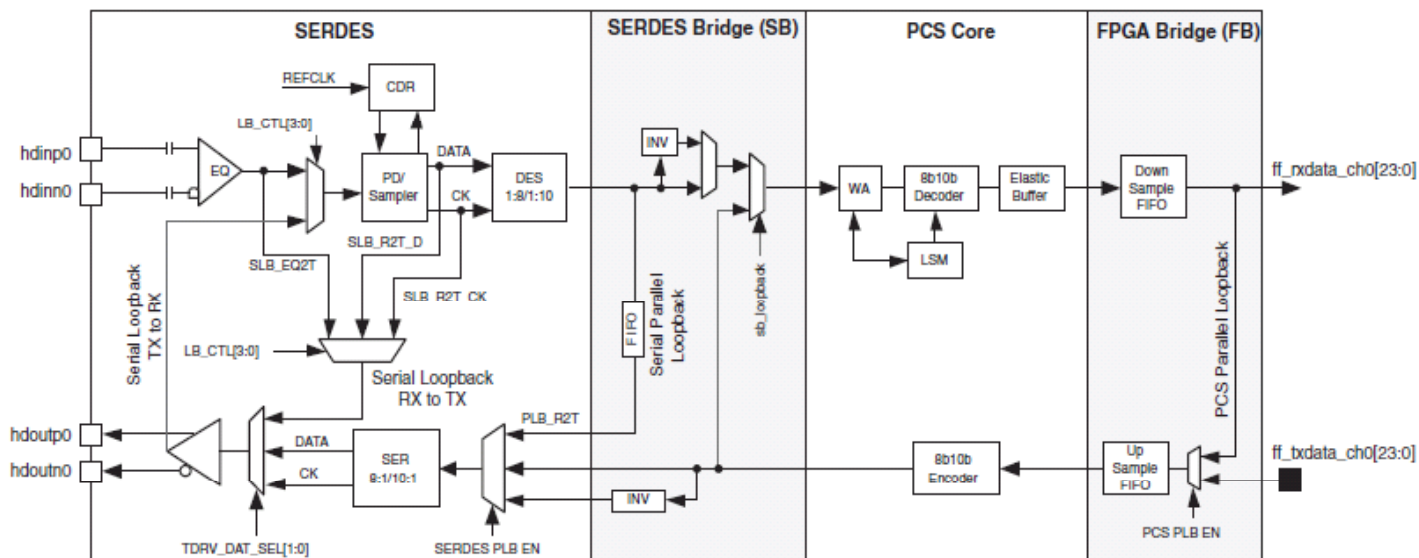 SERDES
SERDES Bridge (SB)
PCS Core
FPGA Bridge (FB)
REFCLK
CDR
LB_CTL[3:0]
hdinp0
hdinn0
EQ
PD/
Sampler
DATA
CK
DES
1:8/1:10
INV
WA
8b10b
Decoder
Elastic
Buffer
Down
Sample
FIFO
ff_rxdata_ch0[23:0]
LSM
SLB_R2T_D
SLB_EQ2T
SLB_R2T_CK
Serial Loopback
TX to RX
FIFO
Serial Parallel
Loopback
sb_loopback
PCS Parallel Loopback
LB_CTL[3:0]
Serial Loopback
RX to TX
PLB_R2T
hdoutp0
hdoutn0
DATA
CK
SER
8:1/10:1
INV
8b10b
Encoder
Up
Sample
FIFO
ff_txdata_ch0[23:0]
TDRV_DAT_SEL[1:0]
SERDES PLB EN
PCS PLB EN